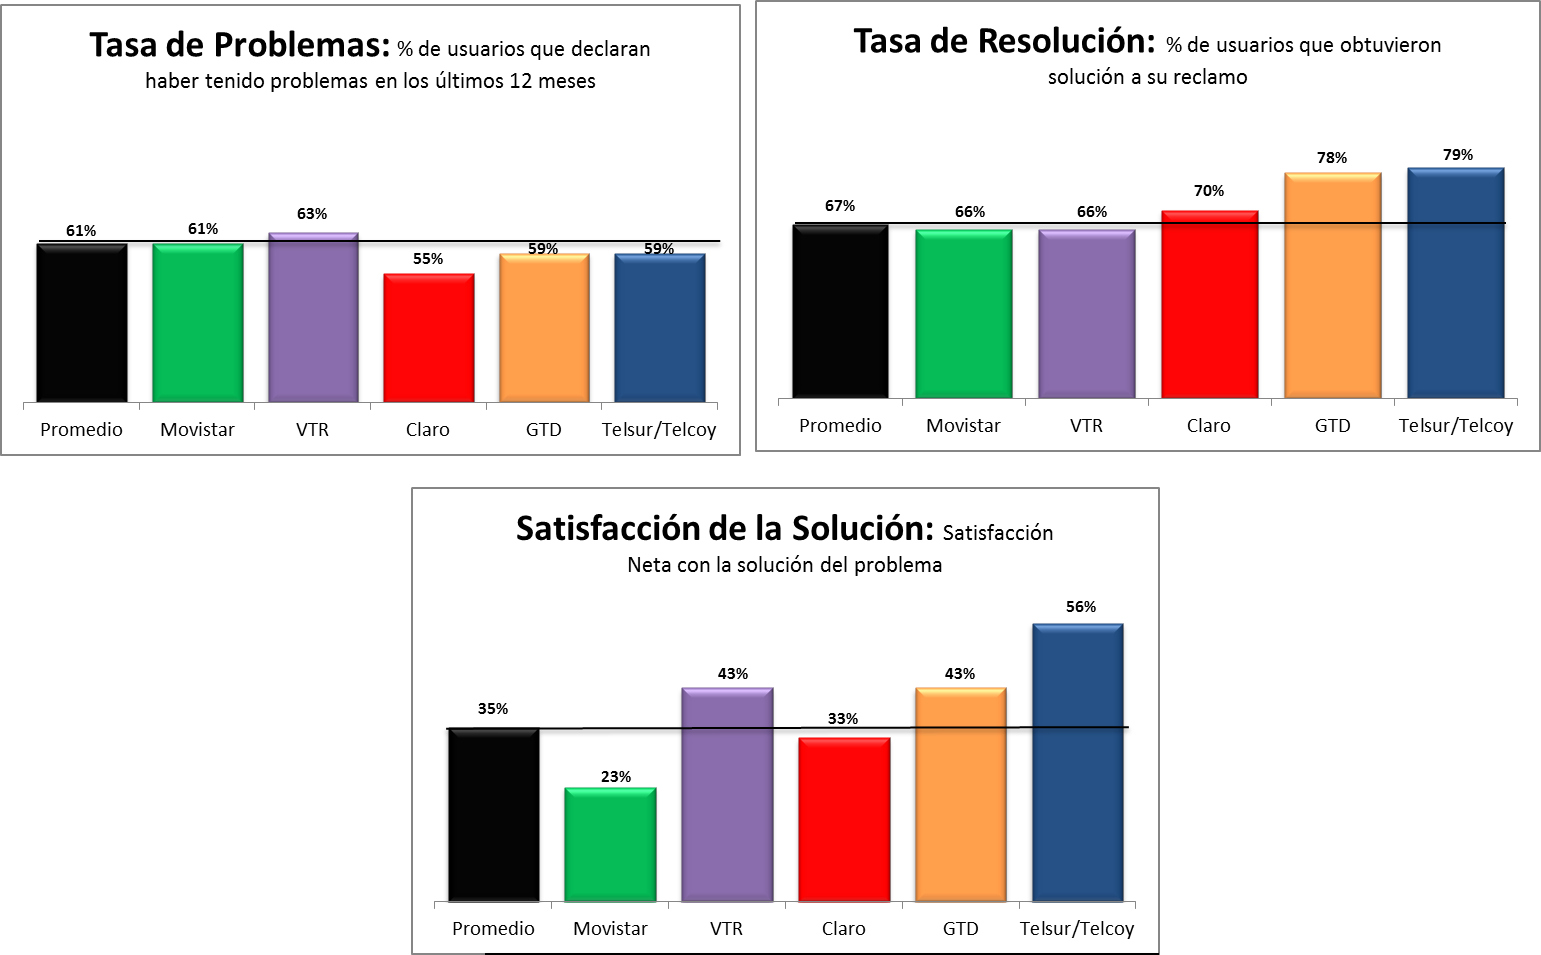 Tasa de Problemas: % de usuarios que declaran
haber tenido problemas en los últimos 12 meses
61%
61%
63%
55%
59%
59%
Promedio
Movistar
VTR
Claro
GTD
Telsur/Telcoy
Tasa de Resolución: % de usuarios que obtuvieron
solución a su reclamo
67%
66%
66%
70%
78%
79%
Promedio
Movistar
VTR
Claro
GTD
Telsur/Telcoy
Satisfacción de la Solución: Satisfacción
Neta con la solución del problema
35%
23%
43%
33%
43%
56%
Promedio
Movistar
VTR
Claro
GTD
Telsur/Telcoy